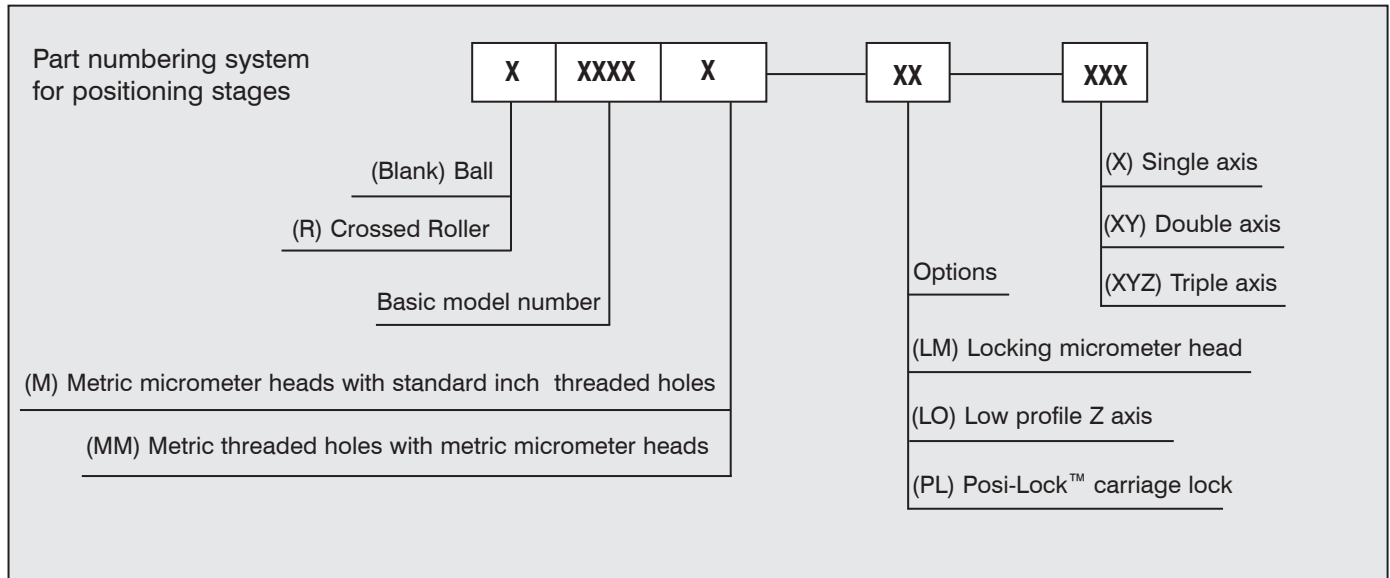 Part numbering system
for positioning stages
X XXXX X XX XXX
(Blank) Ball
(R) Crossed Roller
Basic model number
(M) Metric micrometer heads with standard inch threaded holes
(MM) Metric threaded holes with metric micrometer heads
Options
(LM) Locking micrometer head
(LO) Low profile Z axis
(PL) Posi-Lock™ carriage lock
(X) Single axis
(XY) Double axis
(XYZ) Triple axis